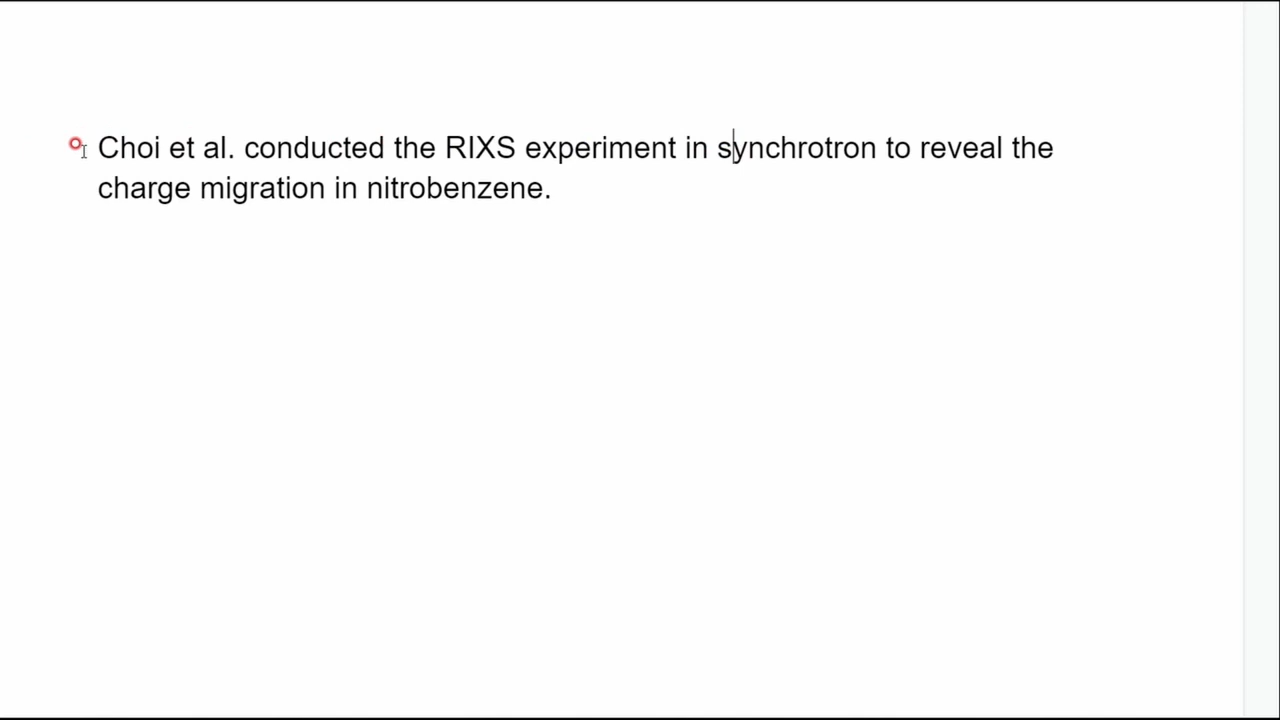 Choi et al. conducted the RIXS experiment in synchrotron to reveal the
charge migration in nitrobenzene.